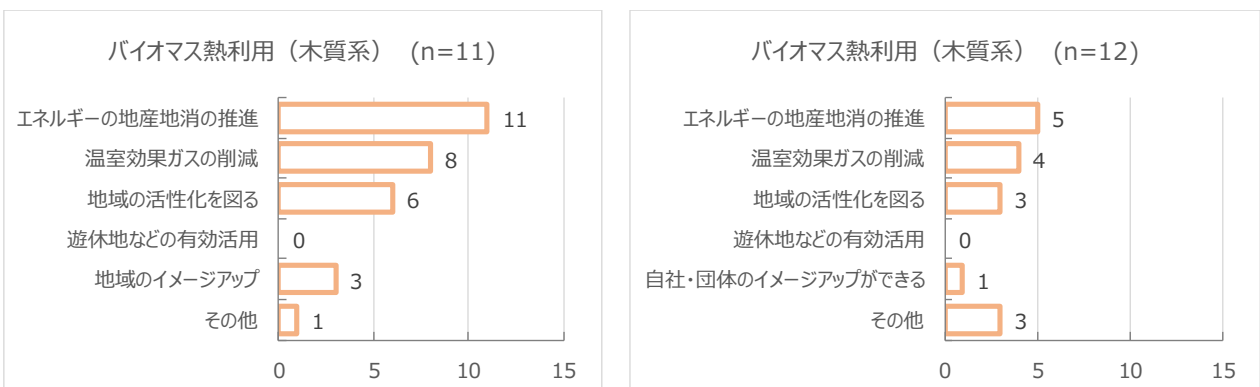 バイオマス熱利用（木質系） (n=11)
エネルギーの地産地消の推進 11
温室効果ガスの削減 8
地域の活性化を図る 6
遊休地などの有効活用 0
地域のイメージアップ 3
その他 1
0 5 10 15
バイオマス熱利用（木質系） (n=12)
エネルギーの地産地消の推進 5
温室効果ガスの削減 4
地域の活性化を図る 3
遊休地などの有効活用 0
自社・団体のイメージアップができる 1
その他 3
0 5 10 15